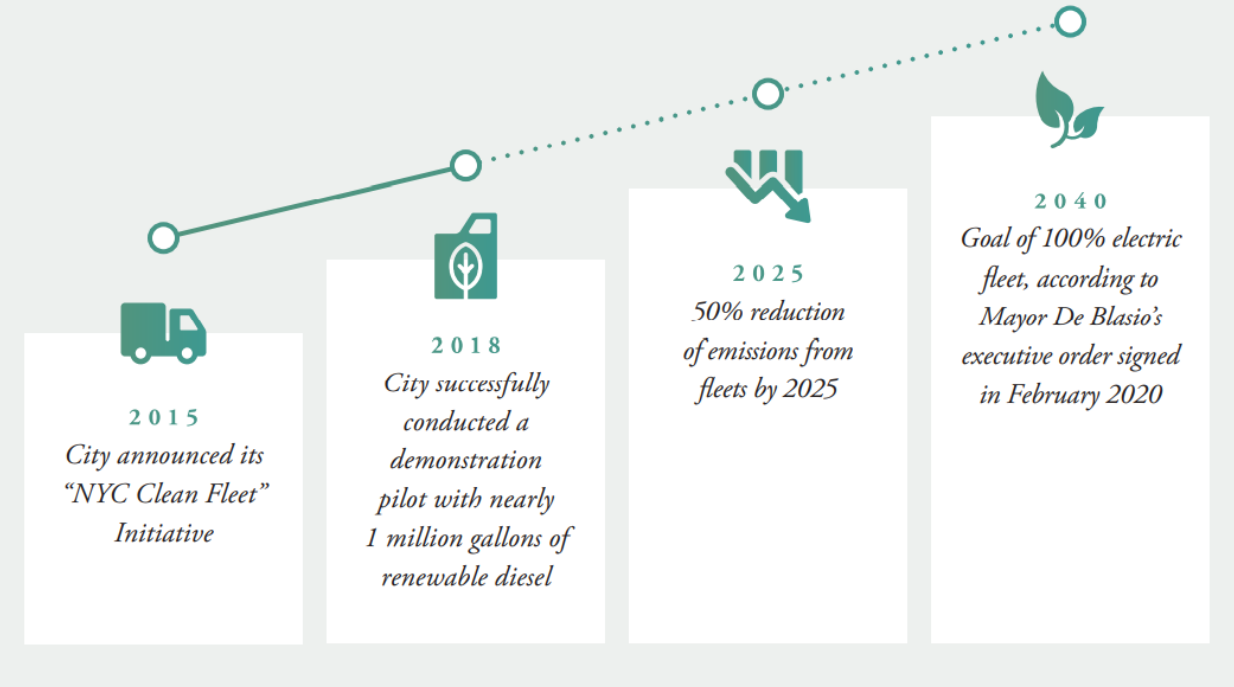 2015
City announced its
“NYC Clean Fleet”
Initiative
2018
City successfully
conducted a
demonstration
pilot with nearly
1 million gallons of
renewable diesel
2025
50% reduction
of emissions from
fleets by 2025
2040
Goal of 100% electric
fleet, according to
Mayor De Blasio’s
executive order signed
in February 2020